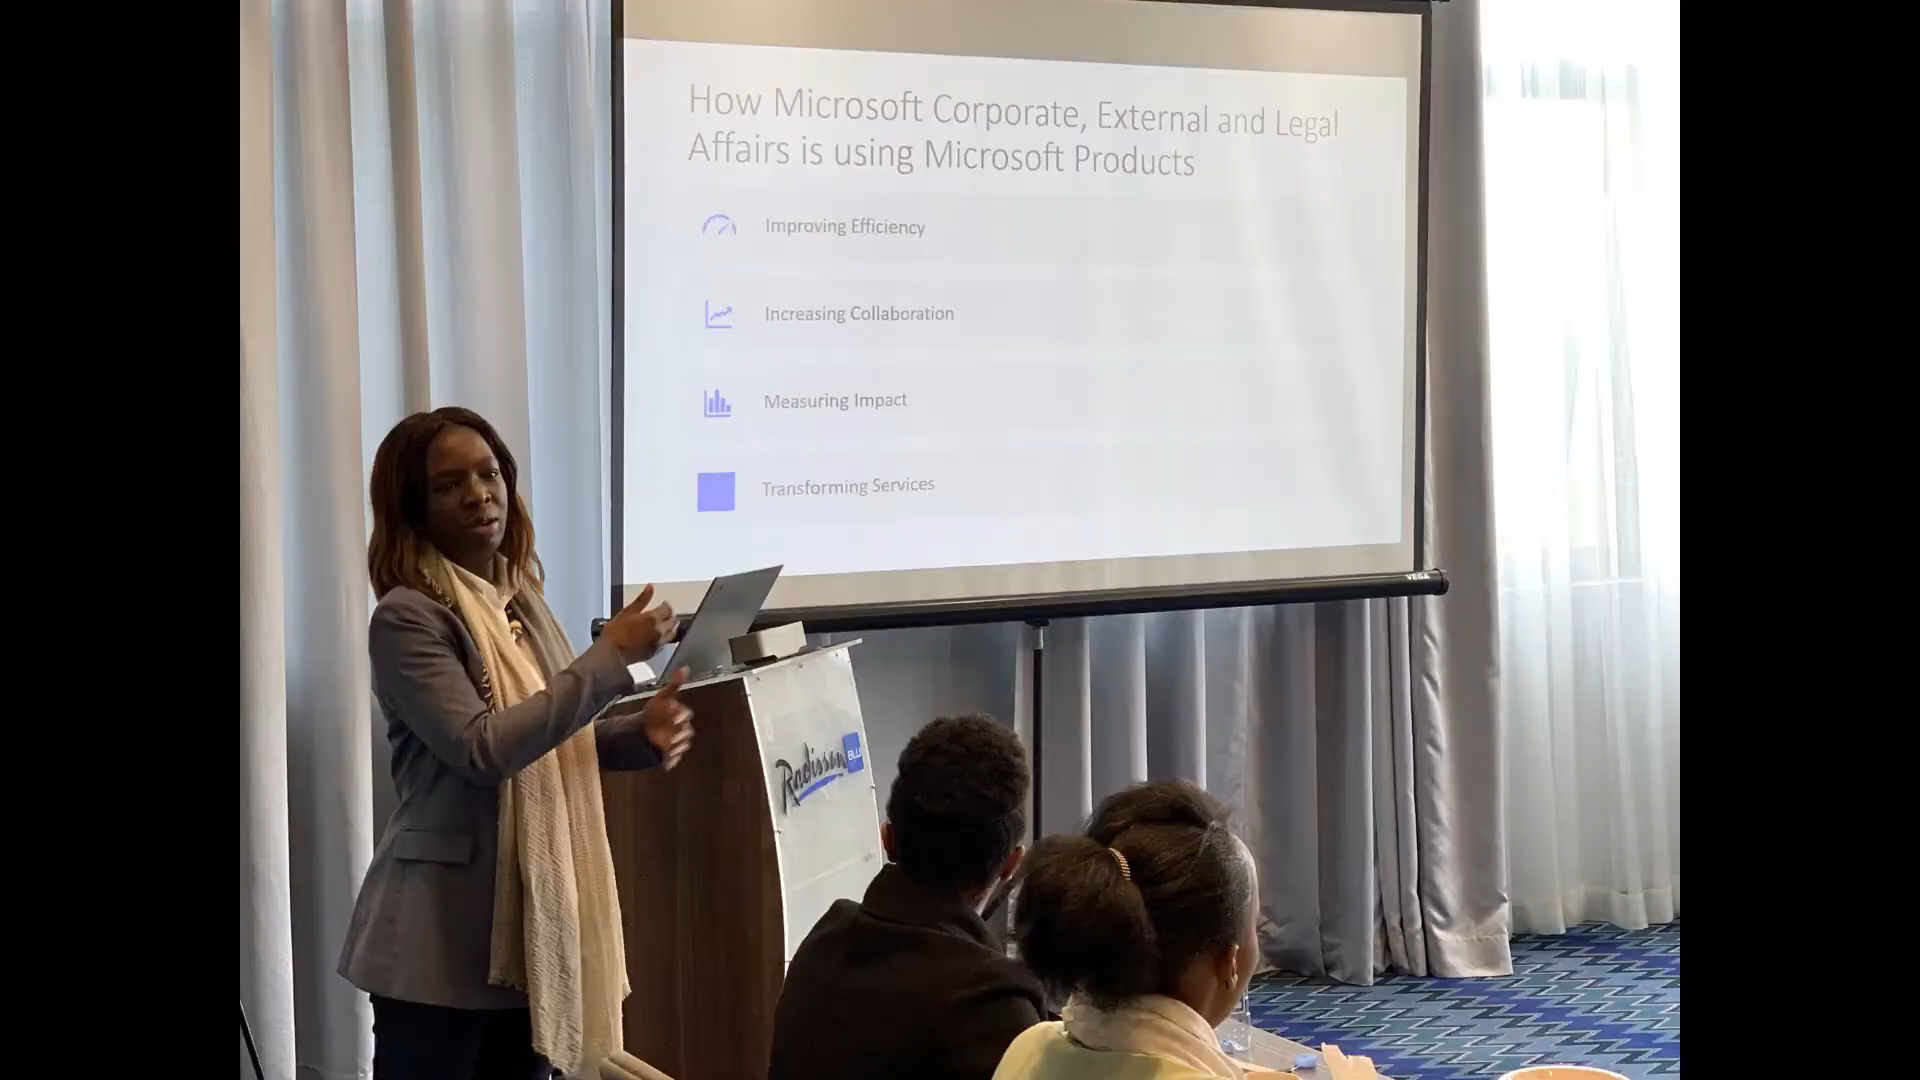 How Microsoft Corporate, External and Legal
Affairs is using Microsoft Products
Improving Efficiency
Increasing Collaboration
Measuring Impact
Transforming Services
VEGA
Radisson BLU